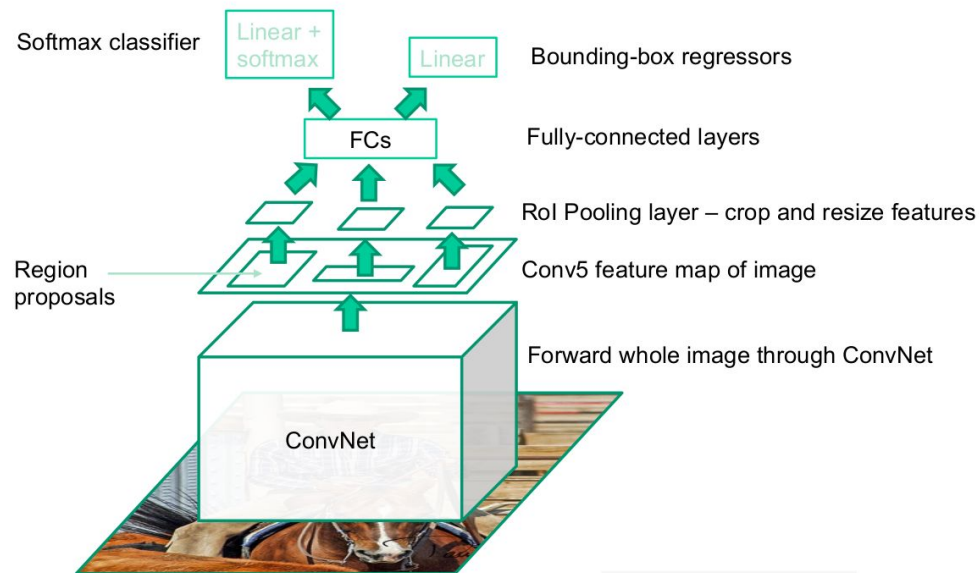 Softmax classifier
Linear +
softmax
Linear
Bounding-box regressors
FCs
Fully-connected layers
RoI Pooling layer – crop and resize features
Region
proposals
Conv5 feature map of image
Forward whole image through ConvNet
ConvNet